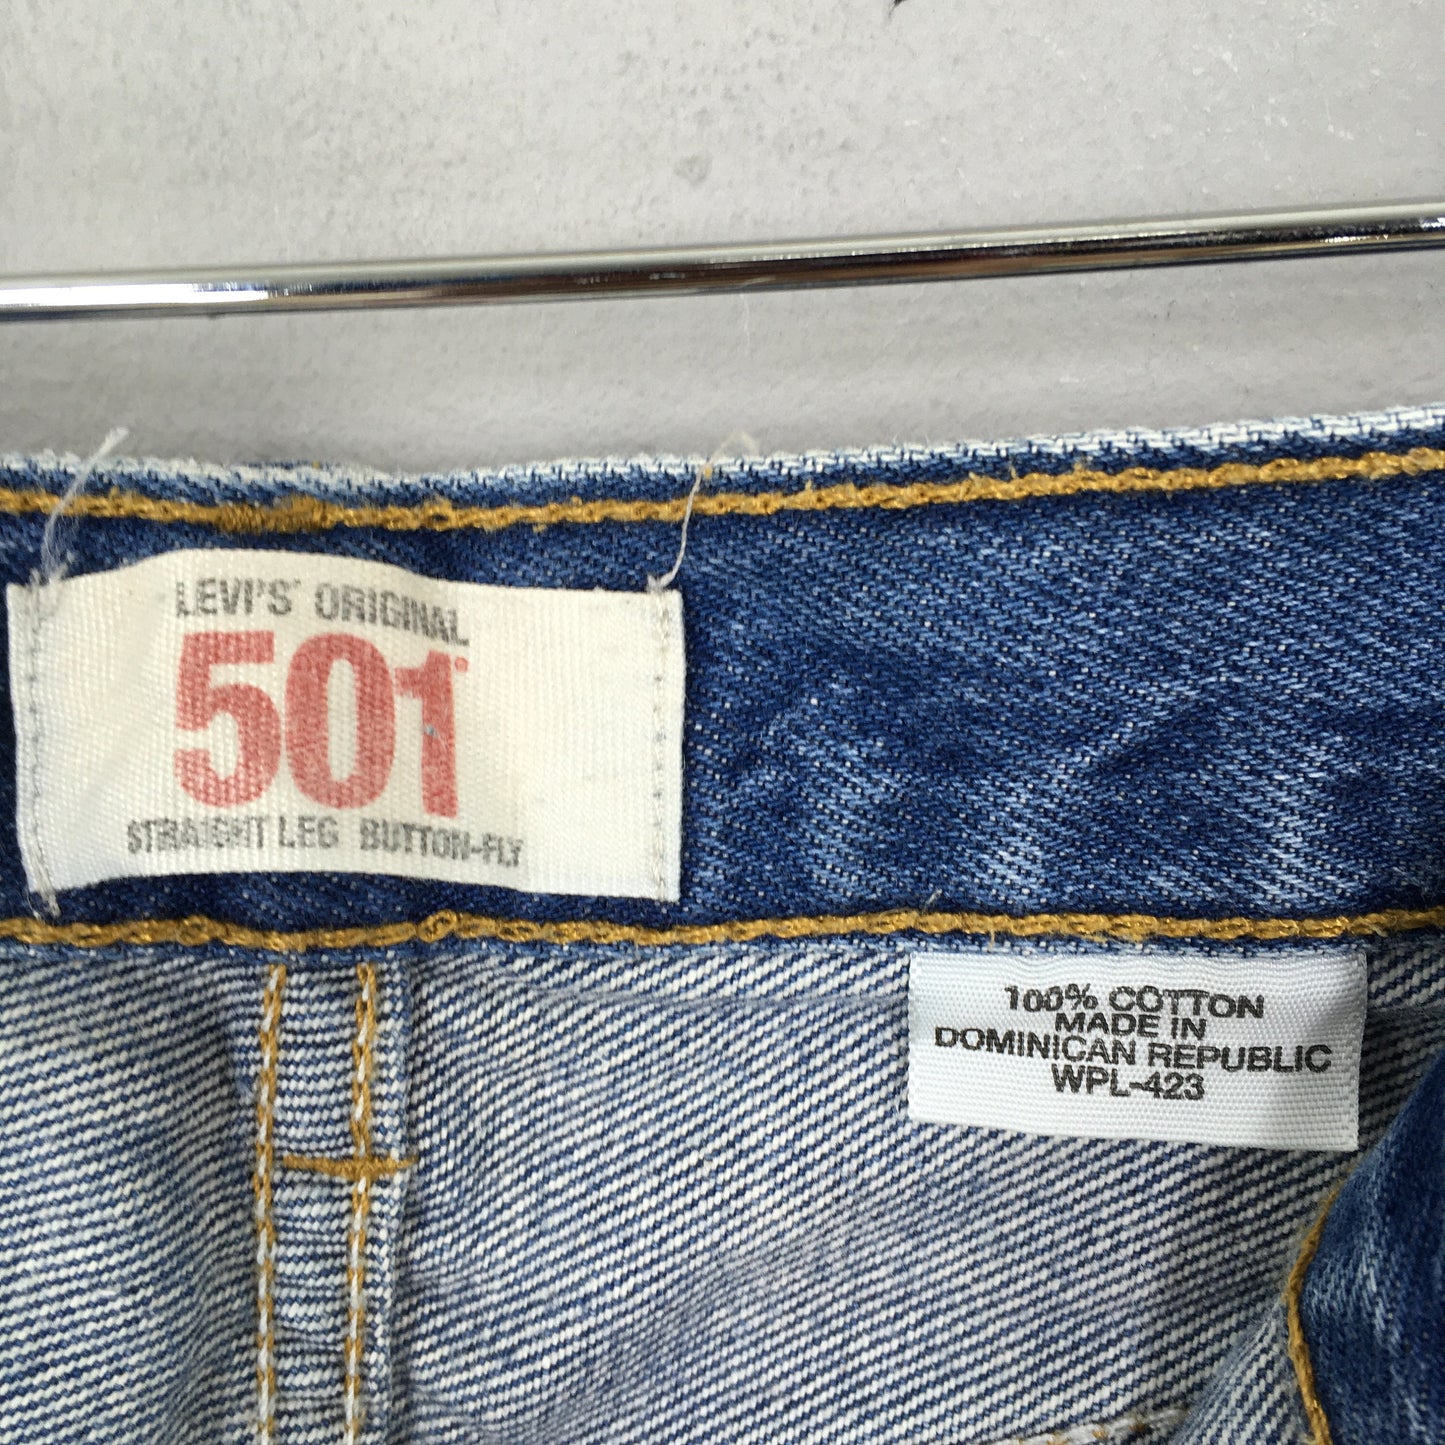 LEVI'S® ORIGINAL
501®
STRAIGHT LEG BUTTON-FLY
100% COTTON
MADE IN
DOMINICAN REPUBLIC
WPL-423